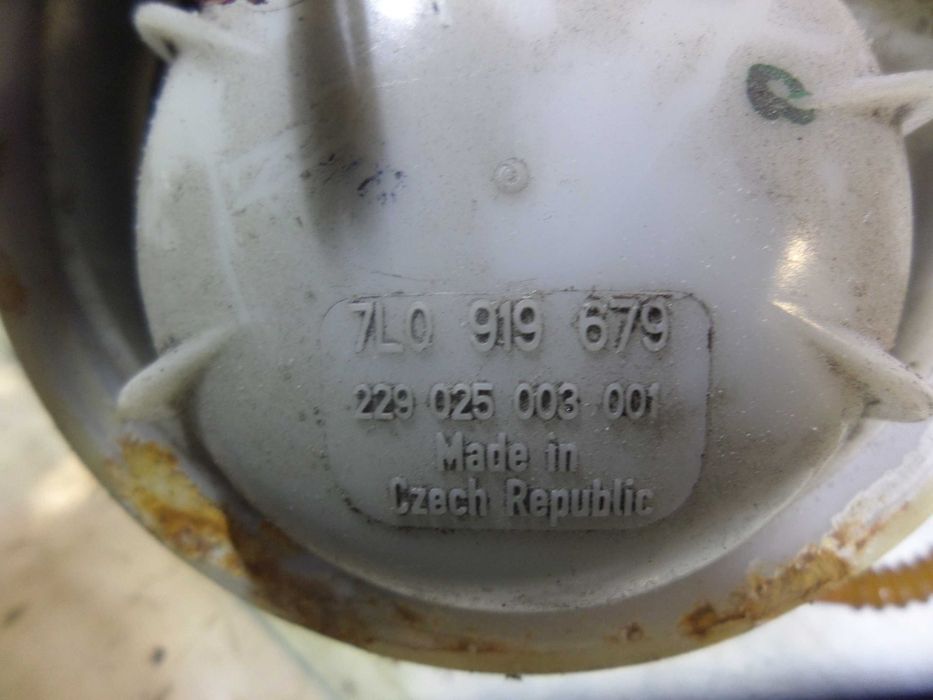 7L0 919 679
229 025 003 001
Made in
Czech Republic